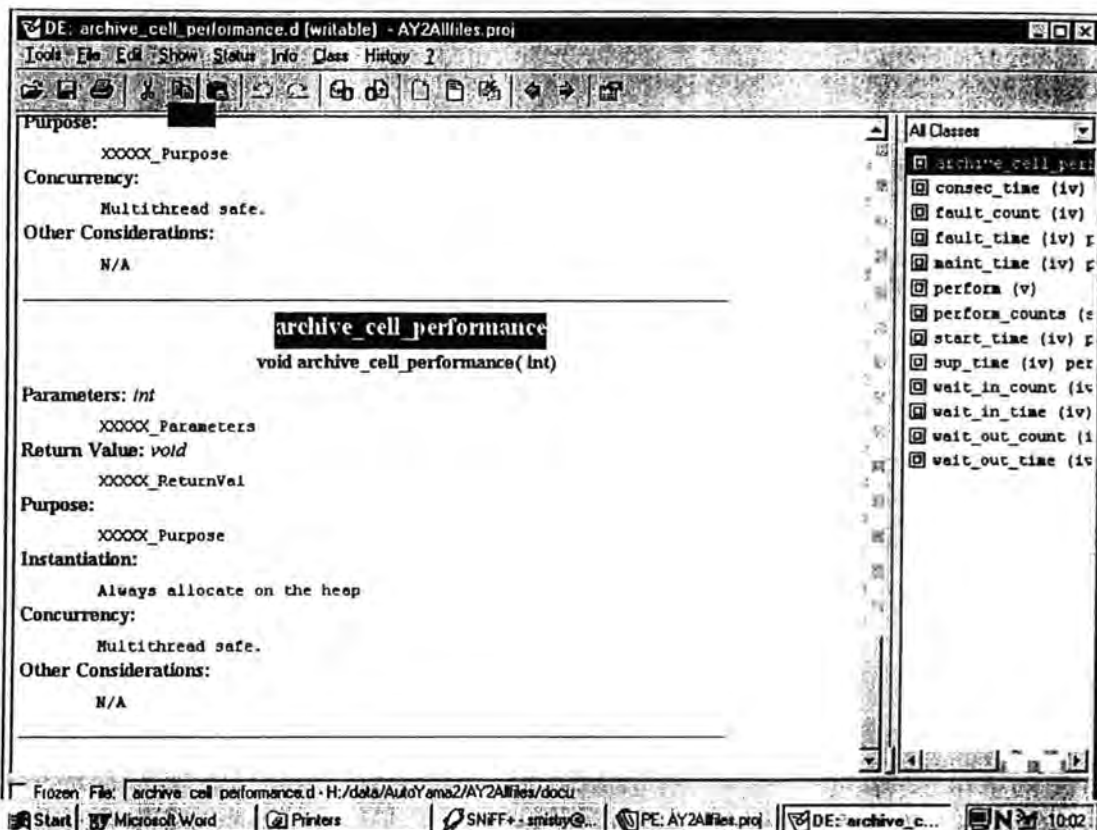 DE: archive_cell_performance.d (writable) - AY2Allfiles.proj
Tools File Edit Show Status Info Class History ?
Purpose:
XXXXX_Purpose
Concurrency:
Multithread safe.
Other Considerations:
N/A
archive_cell_performance
void archive_cell_performance( int)
Parameters: int
XXXXX_Parameters
Return Value: void
XXXXX_ReturnVal
Purpose:
XXXXX_Purpose
Instantiation:
Always allocate on the heap
Concurrency:
Multithread safe.
Other Considerations:
N/A
All Classes
archive_cell_perf
consec_time (iv)
fault_count (iv)
fault_time (iv) p
maint_time (iv) p
perform (v)
perform_counts (s
start_time (iv) p
sup_time (iv) per
wait_in_count (iv
wait_in_time (iv)
wait_out_count (i
wait_out_time (iv
Frozen File: archive_cell_performance.d - H:/data/AutoYama2/AY2Allfiles/docu
Start Microsoft Word Printers SNiFF+ - smistry@... PE: AY2Allfiles.proj DE: archive_c... N 10:02